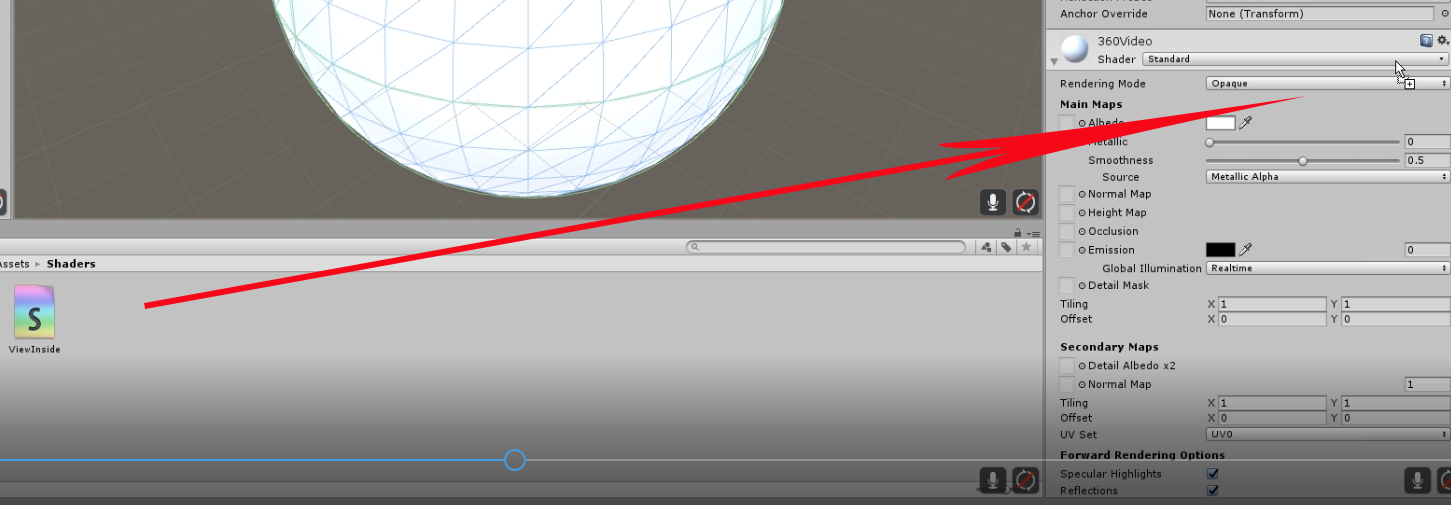 Anchor Override None (Transform)
360Video
Shader Standard
Rendering Mode Opaque
Main Maps
Albedo
Metallic 0
Smoothness 0.5
Source Metallic Alpha
Normal Map
Height Map
Occlusion
Emission 0
Global Illumination Realtime
Detail Mask
Tiling X 1 Y 1
Offset X 0 Y 0
Secondary Maps
Detail Albedo x2
Normal Map 1
Tiling X 1 Y 1
Offset X 0 Y 0
UV Set UV0
Forward Rendering Options
Specular Highlights
Reflections
ssets ▸ Shaders
S
ViewInside